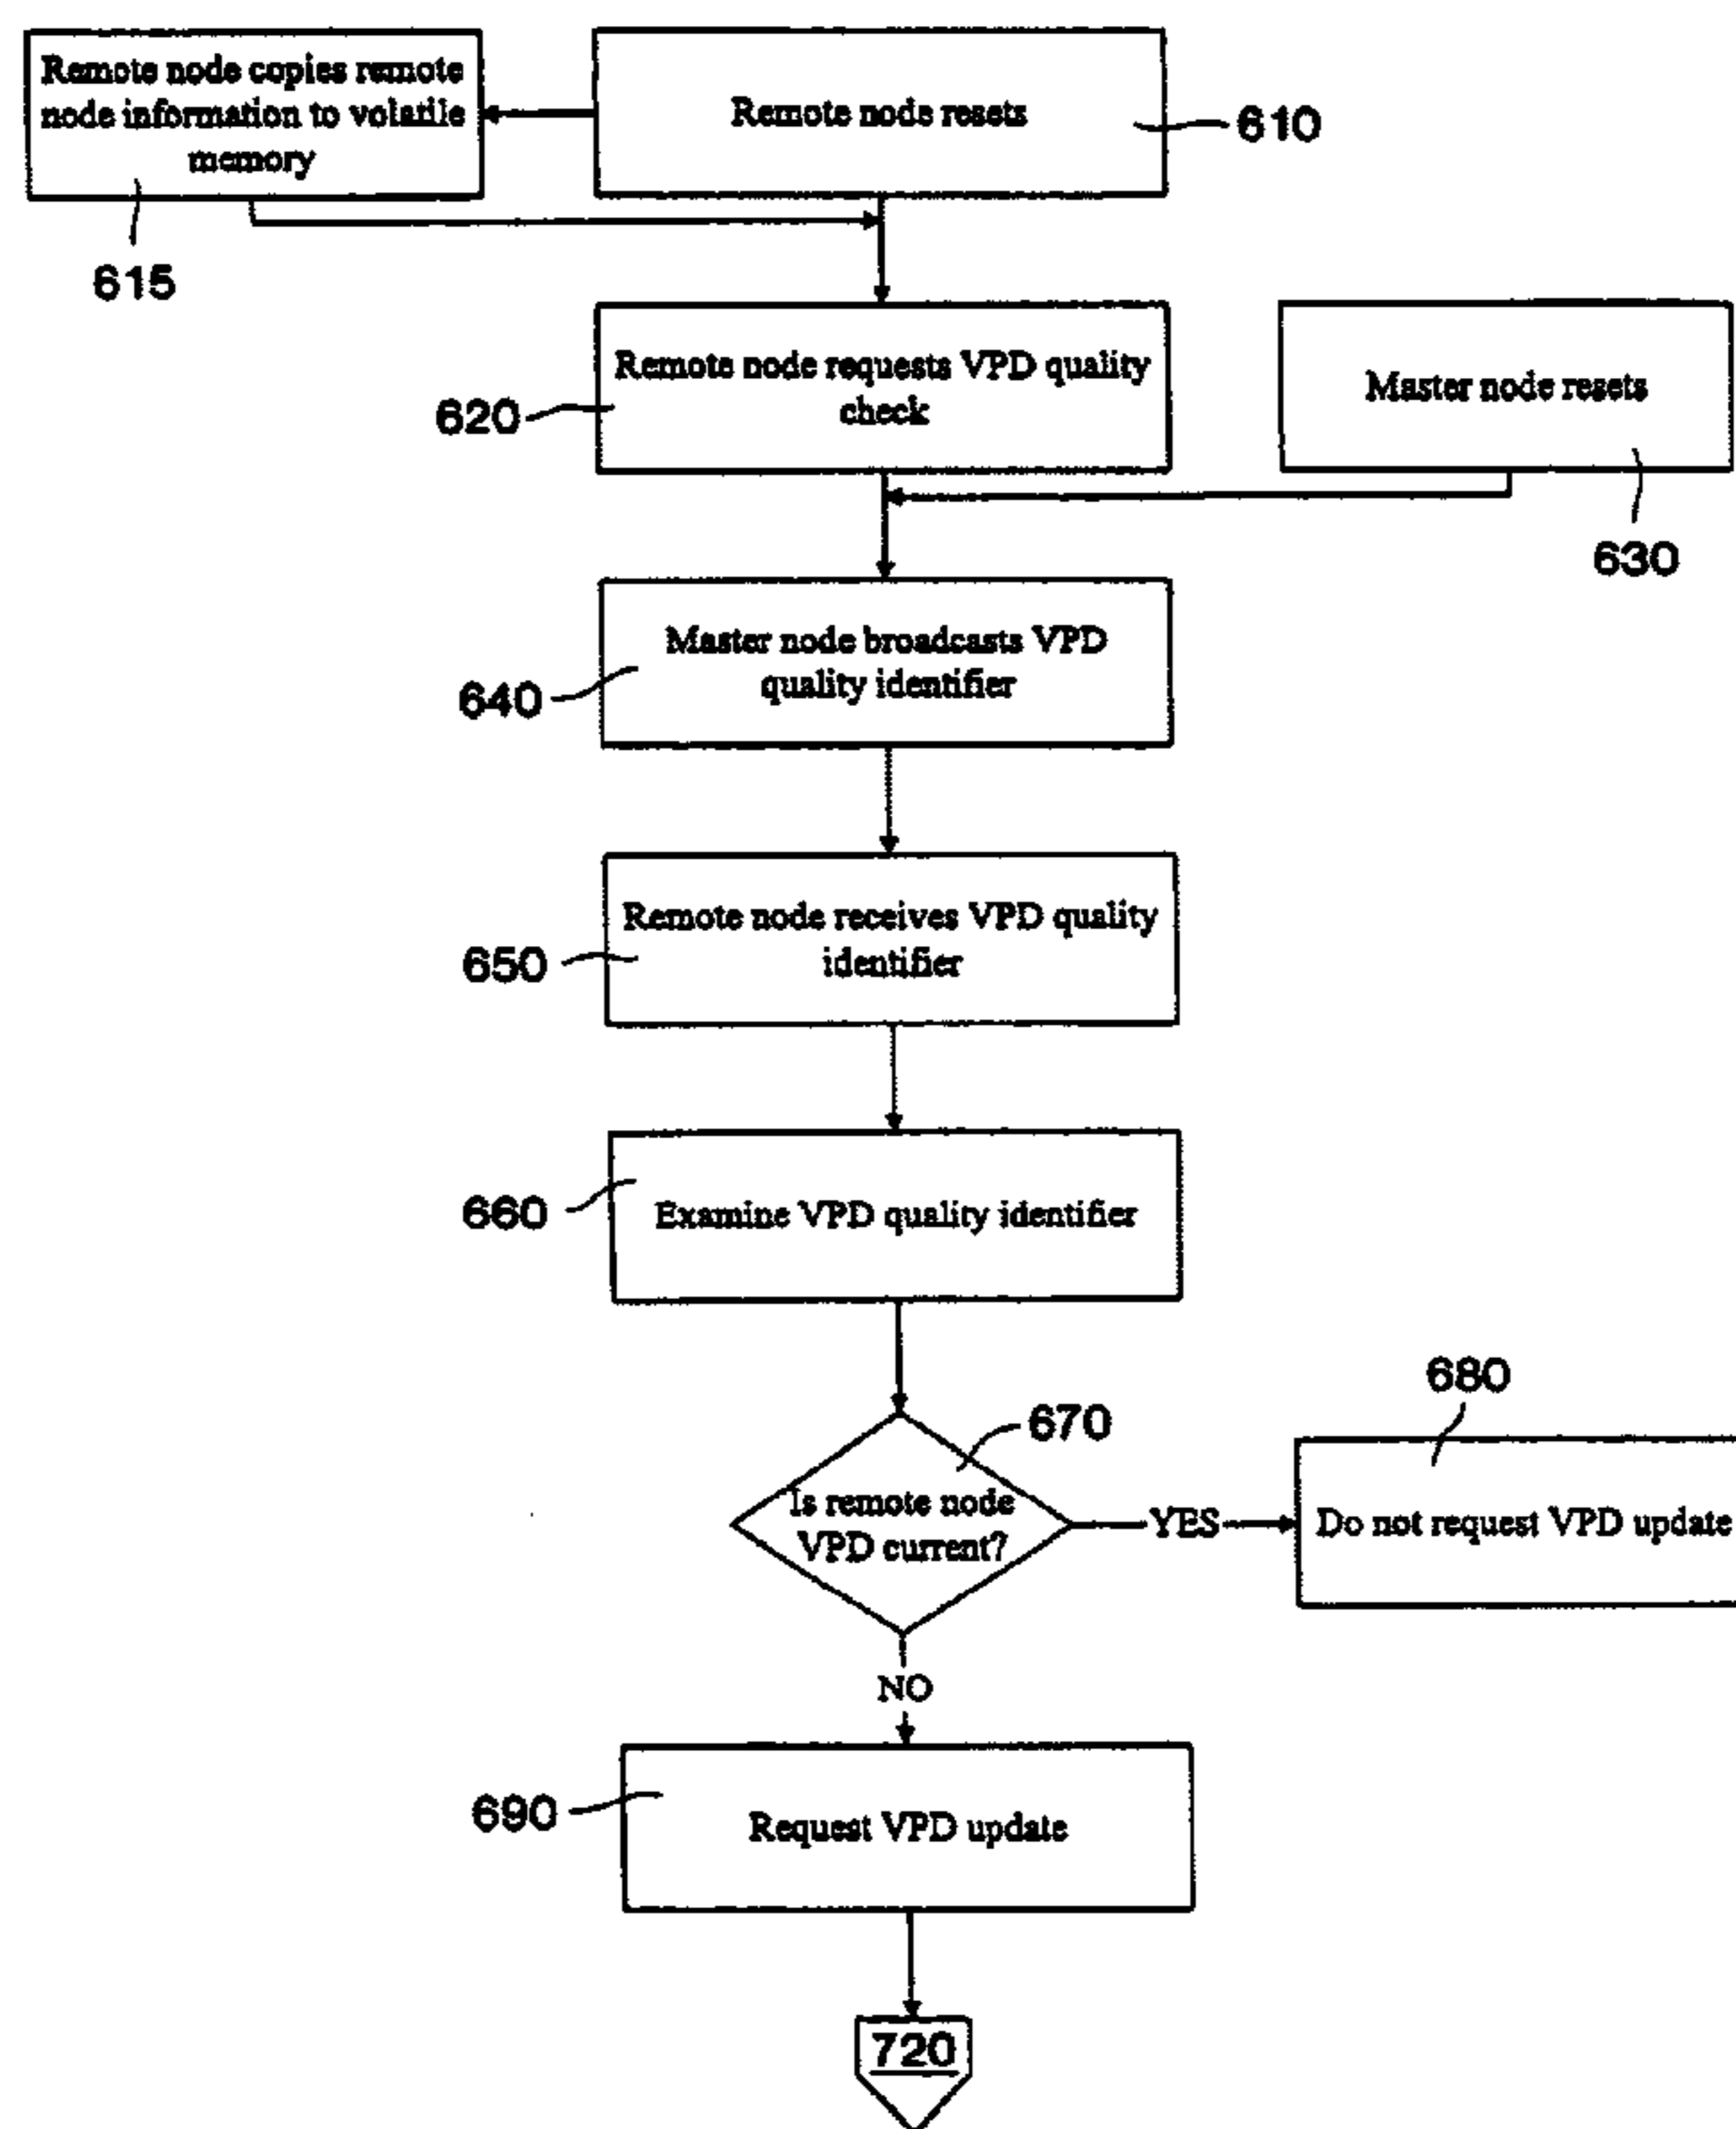 Remote node copies remote
node information to volatile
memory
Remote node resets
610
615
Remote node requests VPD quality
check
620
Master node resets
630
Master node broadcasts VPD
quality identifier
640
Remote node receives VPD quality
identifier
650
Examine VPD quality identifier
660
670
Is remote node
VPD current?
YES
680
Do not request VPD update
NO
690
Request VPD update
720